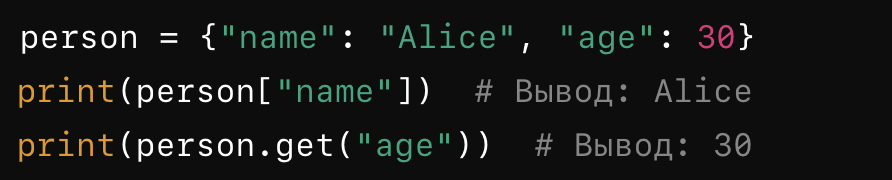 person = {"name": "Alice", "age": 30}
print(person["name"])  # Вывод: Alice
print(person.get("age"))  # Вывод: 30